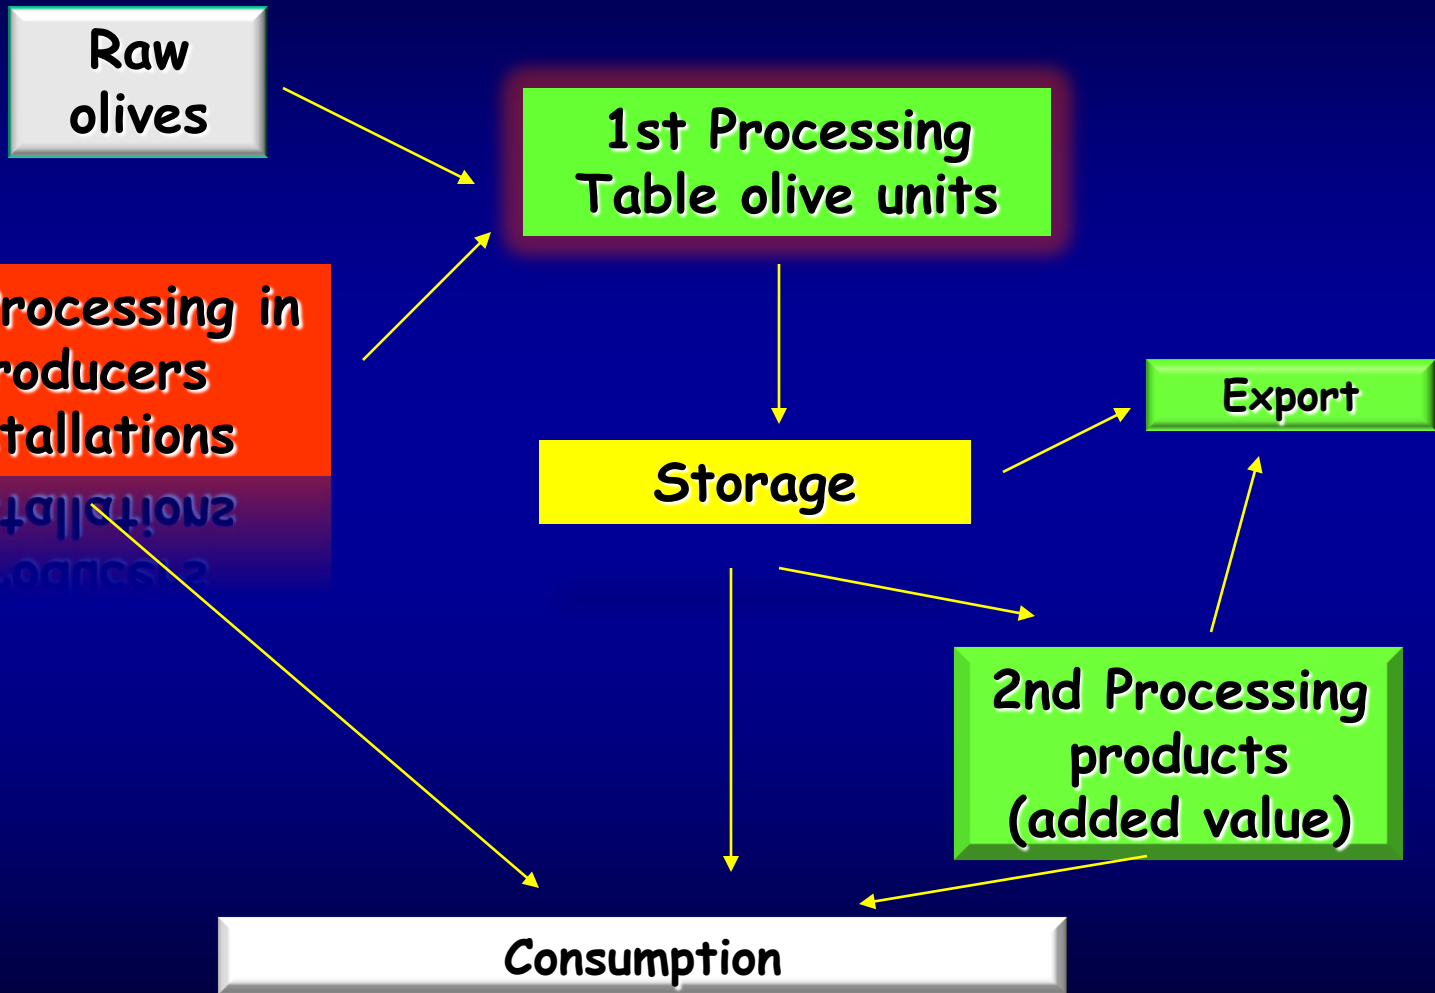 Raw
olives
1st Processing
Table olive units
rocessing in
roducers
tallations
Export
Storage
2nd Processing
products
(added value)
Consumption